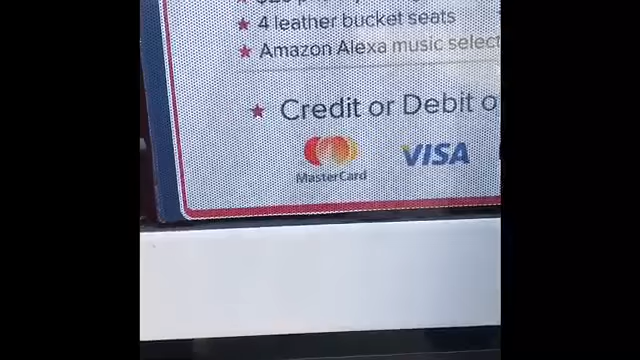 4 leather bucket seats
Amazon Alexa music select
Credit or Debit o
MasterCard
VISA